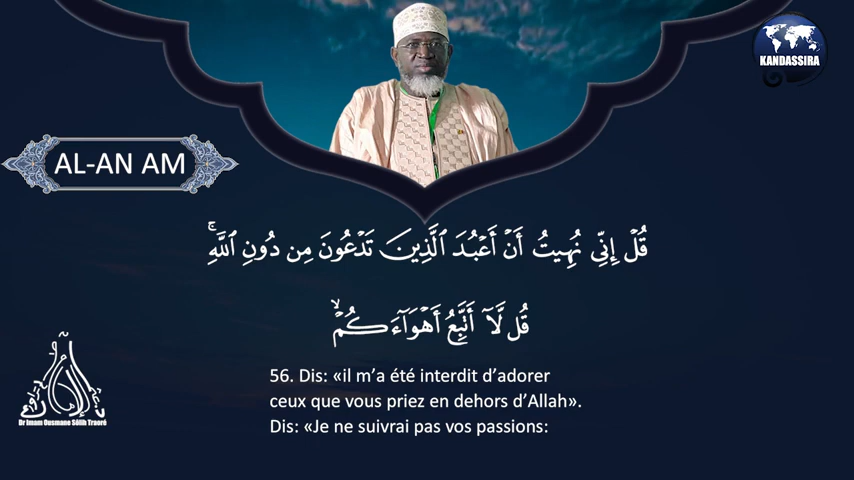 KANDASSIRA
AL-AN AM
قُلْ إِنِّي نُهِيتُ أَنْ أَعْبُدَ ٱلَّذِينَ تَدْعُونَ مِن دُونِ ٱللَّهِۚ
قُل لَّآ أَتَّبِعُ أَهْوَآءَكُمْۙ
56. Dis: «il m’a été interdit d’adorer
ceux que vous priez en dehors d’Allah».
Dis: «Je ne suivrai pas vos passions:
Dr Imam Ousmane Sölih Traoré